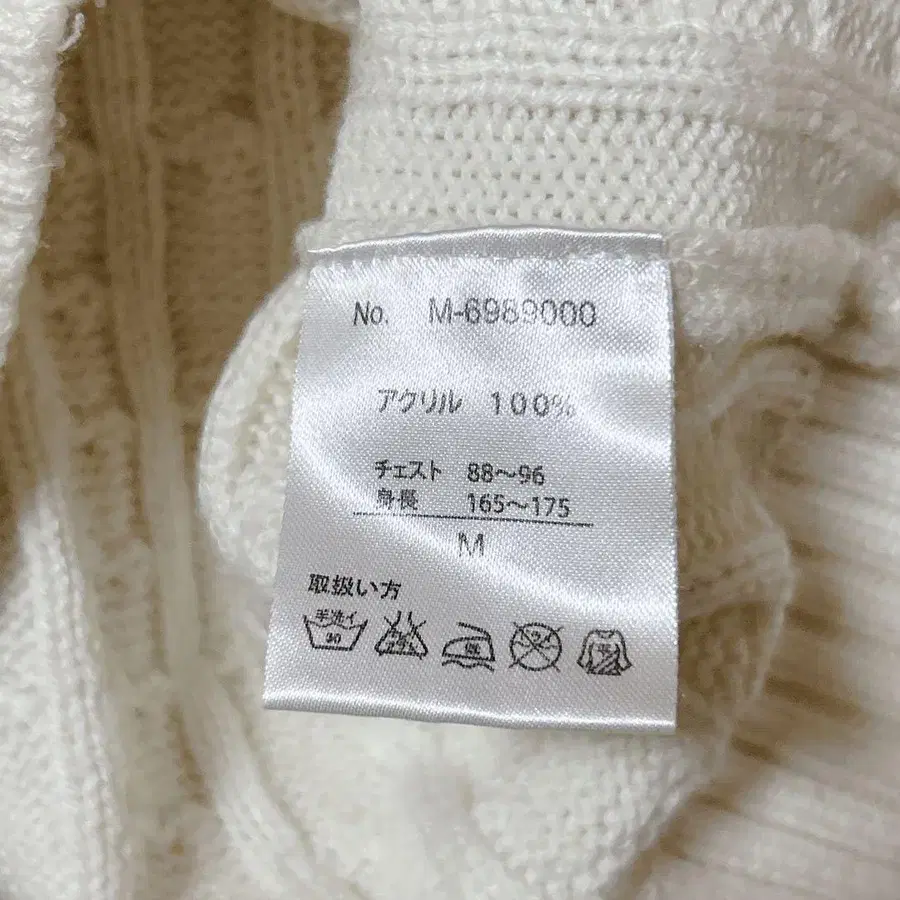 No. M-6989000
アクリル 100%
チェスト 88～96
身長 165～175
M
取扱い方
手洗イ
30